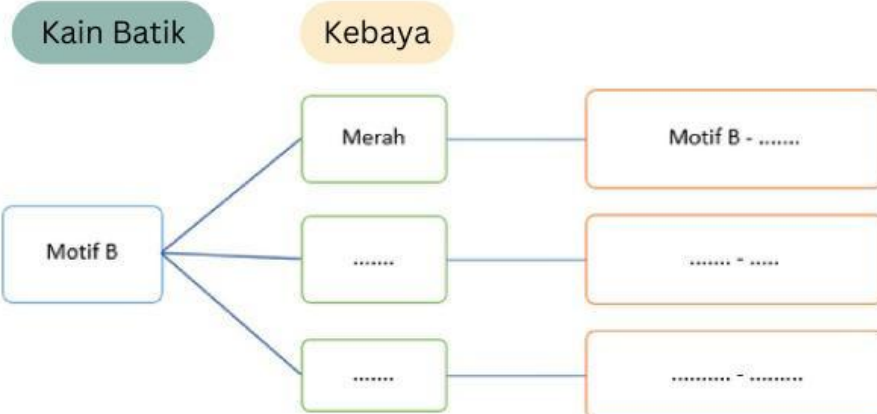 Kain Batik Kebaya
Merah Motif B - .......
Motif B ....... ....... - .....
....... .......... - .........